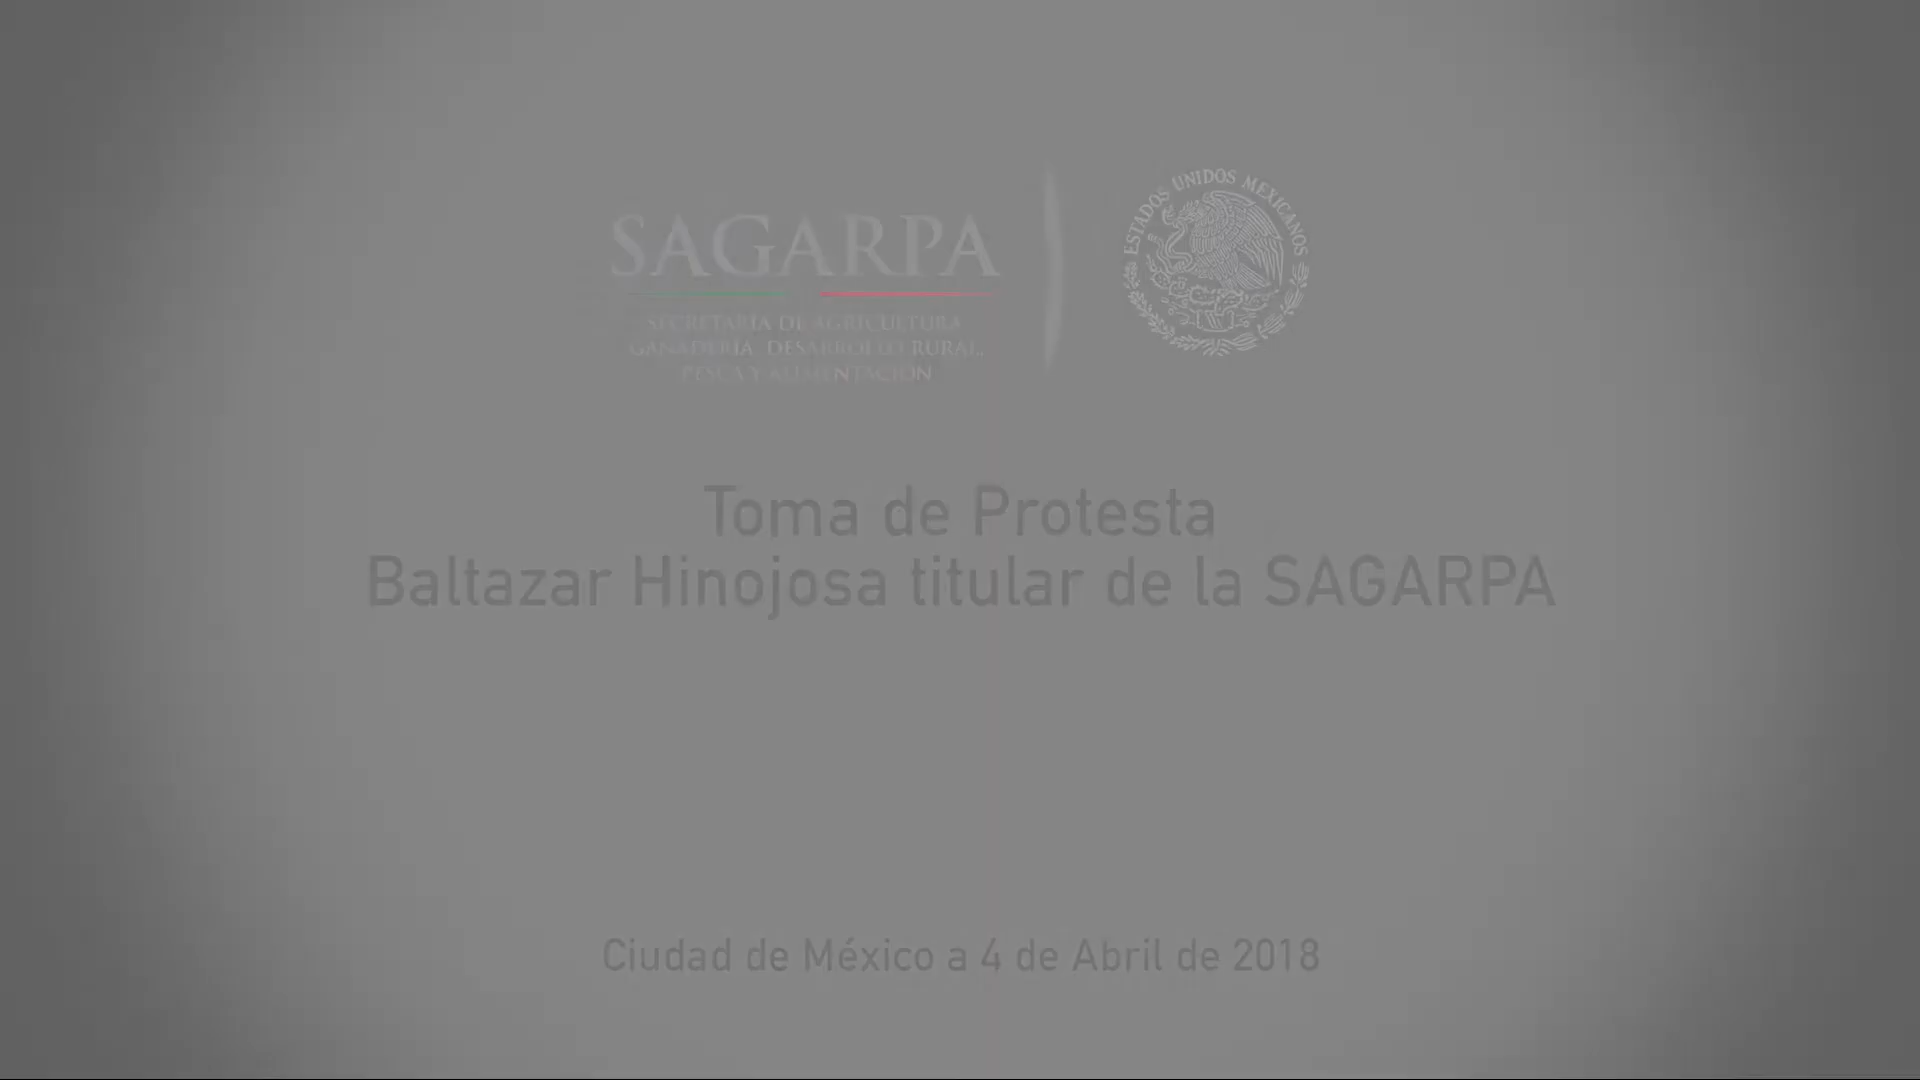 SAGARPA
SECRETARÍA DE AGRICULTURA,
GANADERÍA, DESARROLLO RURAL,
PESCA Y ALIMENTACIÓN
ESTADOS UNIDOS MEXICANOS
Toma de Protesta
Baltazar Hinojosa titular de la SAGARPA
Ciudad de México a 4 de Abril de 2018